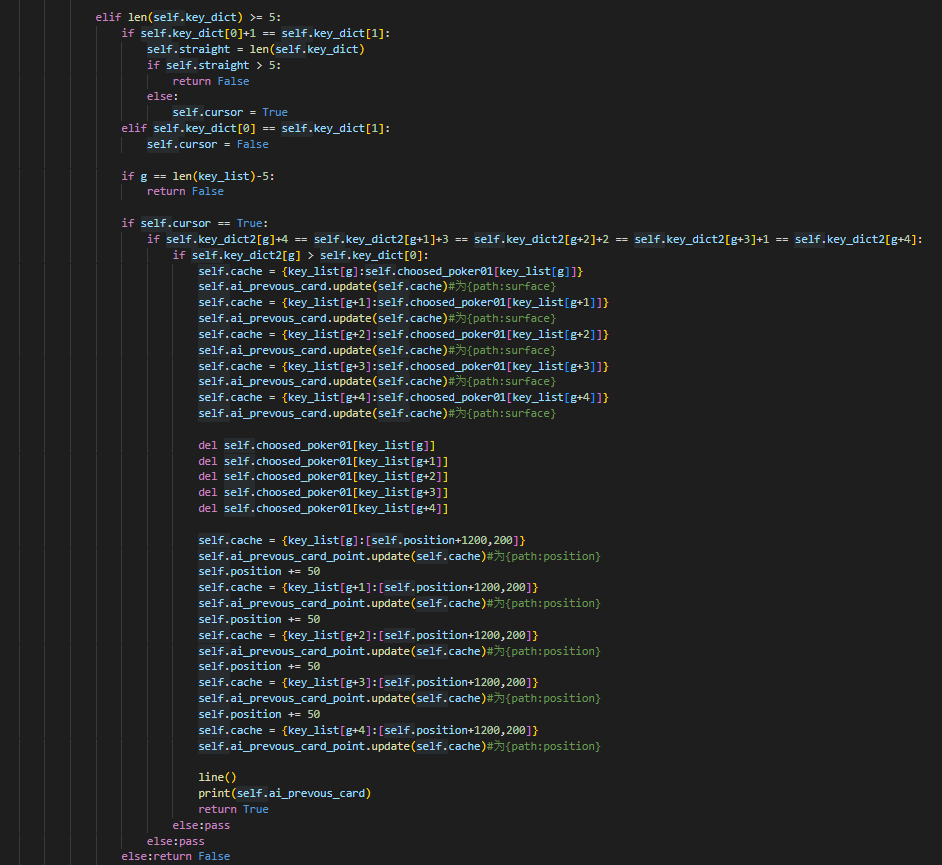 elif len(self.key_dict) >= 5:
if self.key_dict[0]+1 == self.key_dict[1]:
self.straight = len(self.key_dict)
if self.straight > 5:
return False
else:
self.cursor = True
elif self.key_dict[0] == self.key_dict[1]:
self.cursor = False
if g == len(key_list)-5:
return False
if self.cursor == True:
if self.key_dict2[g]+4 == self.key_dict2[g+1]+3 == self.key_dict2[g+2]+2 == self.key_dict2[g+3]+1 == self.key_dict2[g+4]:
if self.key_dict2[g] > self.key_dict[0]:
self.cache = {key_list[g]:self.choosed_poker01[key_list[g]]}
self.ai_prevous_card.update(self.cache)#为{path:surface}
self.cache = {key_list[g+1]:self.choosed_poker01[key_list[g+1]]}
self.ai_prevous_card.update(self.cache)#为{path:surface}
self.cache = {key_list[g+2]:self.choosed_poker01[key_list[g+2]]}
self.ai_prevous_card.update(self.cache)#为{path:surface}
self.cache = {key_list[g+3]:self.choosed_poker01[key_list[g+3]]}
self.ai_prevous_card.update(self.cache)#为{path:surface}
self.cache = {key_list[g+4]:self.choosed_poker01[key_list[g+4]]}
self.ai_prevous_card.update(self.cache)#为{path:surface}
del self.choosed_poker01[key_list[g]]
del self.choosed_poker01[key_list[g+1]]
del self.choosed_poker01[key_list[g+2]]
del self.choosed_poker01[key_list[g+3]]
del self.choosed_poker01[key_list[g+4]]
self.cache = {key_list[g]:[self.position+1200,200]}
self.ai_prevous_card_point.update(self.cache)#为{path:position}
self.position += 50
self.cache = {key_list[g+1]:[self.position+1200,200]}
self.ai_prevous_card_point.update(self.cache)#为{path:position}
self.position += 50
self.cache = {key_list[g+2]:[self.position+1200,200]}
self.ai_prevous_card_point.update(self.cache)#为{path:position}
self.position += 50
self.cache = {key_list[g+3]:[self.position+1200,200]}
self.ai_prevous_card_point.update(self.cache)#为{path:position}
self.position += 50
self.cache = {key_list[g+4]:[self.position+1200,200]}
self.ai_prevous_card_point.update(self.cache)#为{path:position}
line()
print(self.ai_prevous_card)
return True
else:pass
else:pass
else:return False